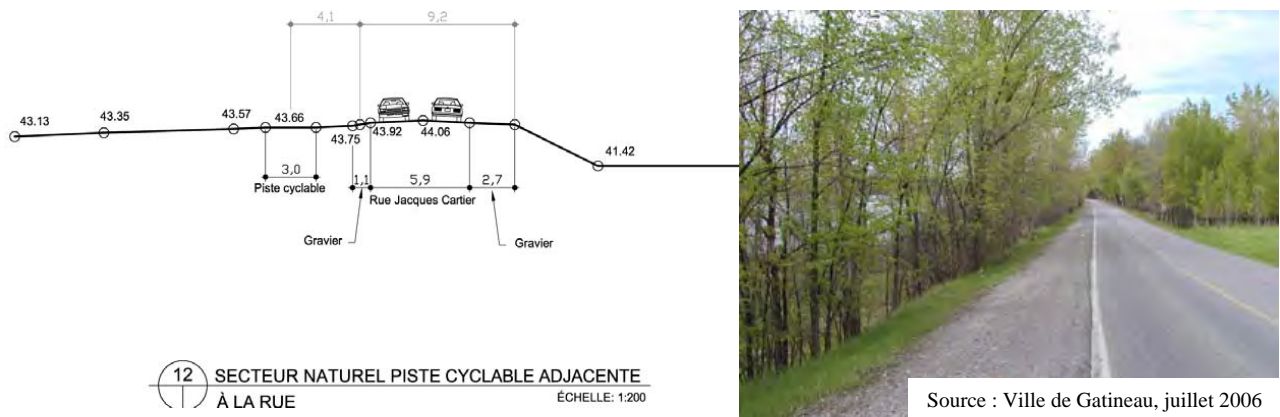 4,1 9,2
43.13 43.35 43.57 43.66 43.75 43.92 44.06 41.42
3,0 1,1 5,9 2,7
Piste cyclable Rue Jacques Cartier
Gravier Gravier
12 SECTEUR NATUREL PISTE CYCLABLE ADJACENTE
À LA RUE ÉCHELLE: 1:200
Source : Ville de Gatineau, juillet 2006